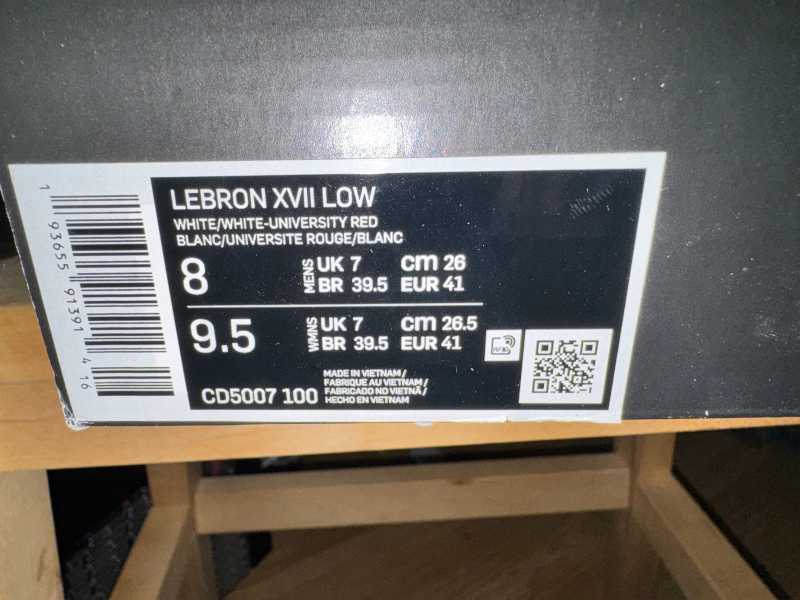 LEBRON XVII LOW
WHITE/WHITE-UNIVERSITY RED
BLANC/UNIVERSITE ROUGE/BLANC
8 MENS UK 7 cm 26
BR 39.5 EUR 41
9.5 WMNS UK 7 cm 26.5
BR 39.5 EUR 41
CD5007 100
MADE IN VIETNAM /
FABRIQUE AU VIETNAM /
FABRICADO NO VIETNÃ /
HECHO EN VIETNAM
1 93655 91391 4 16